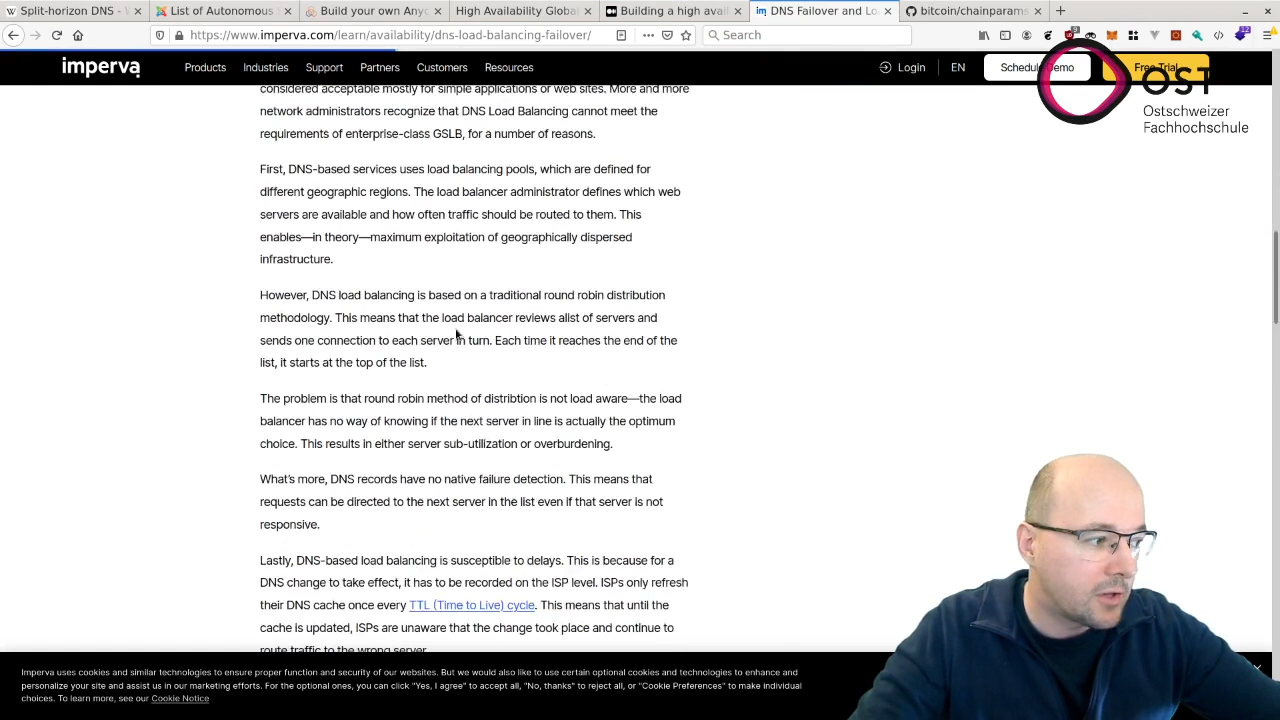 Split-horizon DNS - W
List of Autonomous S
Build your own Anyc
High Availability Global
Building a high avail
DNS Failover and Lo
bitcoin/chainparams
https://www.imperva.com/learn/availability/dns-load-balancing-failover/
Search
imperva
Products
Industries
Support
Partners
Customers
Resources
Login
EN
Schedule Demo
Free Trial
OST
Ostschweizer
Fachhochschule
considered acceptable mostly for simple applications or web sites. More and more
network administrators recognize that DNS Load Balancing cannot meet the
requirements of enterprise-class GSLB, for a number of reasons.
First, DNS-based services uses load balancing pools, which are defined for
different geographic regions. The load balancer administrator defines which web
servers are available and how often traffic should be routed to them. This
enables—in theory—maximum exploitation of geographically dispersed
infrastructure.
However, DNS load balancing is based on a traditional round robin distribution
methodology. This means that the load balancer reviews alist of servers and
sends one connection to each server in turn. Each time it reaches the end of the
list, it starts at the top of the list.
The problem is that round robin method of distribtion is not load aware—the load
balancer has no way of knowing if the next server in line is actually the optimum
choice. This results in either server sub-utilization or overburdening.
What's more, DNS records have no native failure detection. This means that
requests can be directed to the next server in the list even if that server is not
responsive.
Lastly, DNS-based load balancing is susceptible to delays. This is because for a
DNS change to take effect, it has to be recorded on the ISP level. ISPs only refresh
their DNS cache once every TTL (Time to Live) cycle. This means that until the
cache is updated, ISPs are unaware that the change took place and continue to
route traffic to the wrong server.
Imperva uses cookies and similar technologies to ensure proper function and security of our websites. But we would also like to use certain optional cookies and technologies to enhance and
personalize your site and assist us in our marketing efforts. For the optional ones, you can click "Yes, I agree" to accept all, "No, thanks" to reject all, or "Cookie Preferences" to make individual
choices. To learn more, see our Cookie Notice